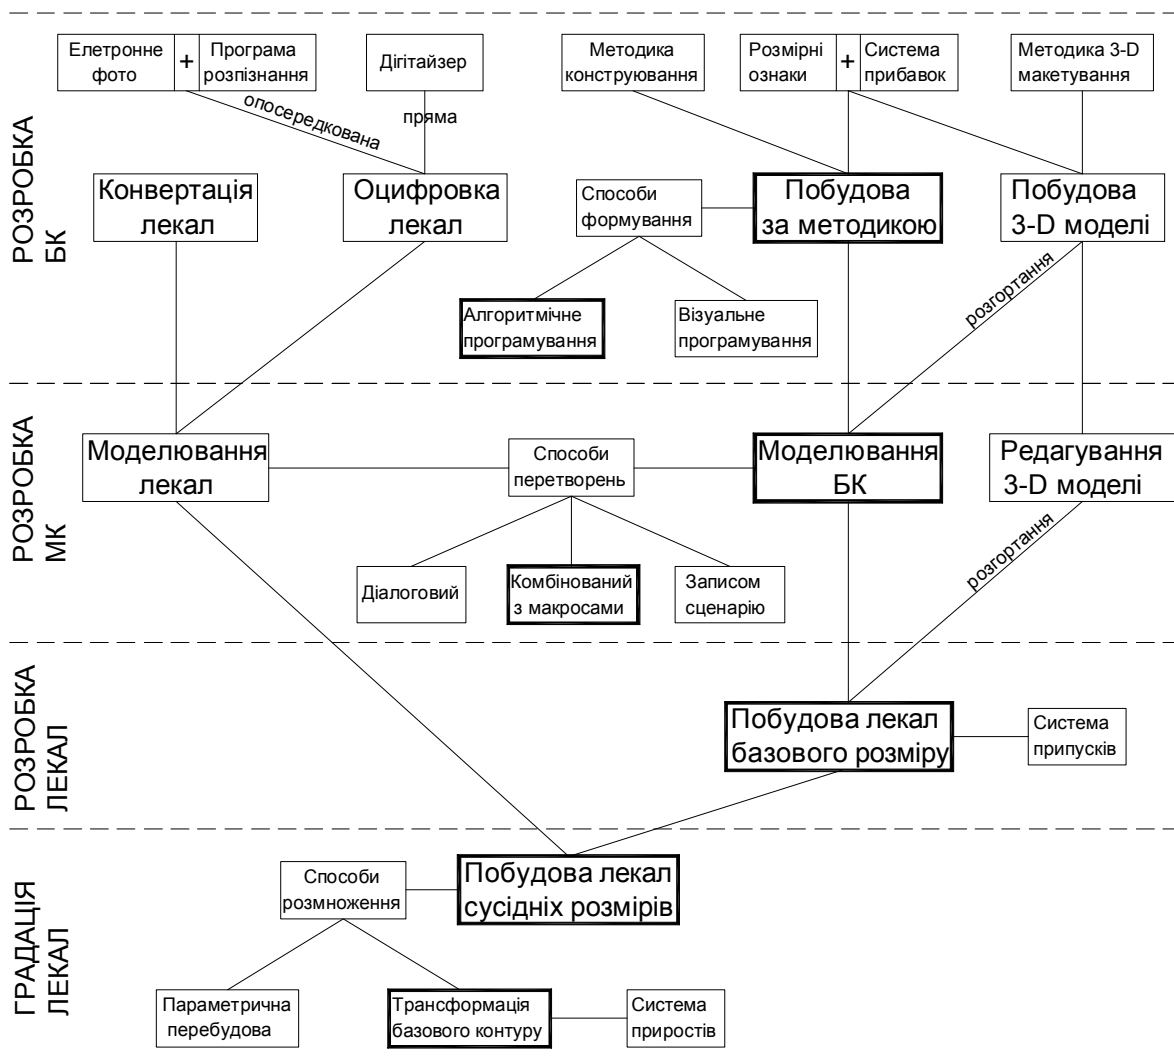 РОЗРОБКА
БК
Елетронне
фото
+
Програма
розпізнання
Дігітайзер
Методика
конструювання
Розмірні
ознаки
+
Система
прибавок
Методика 3-D
макетування
опосередкована
пряма
Конвертація
лекал
Оцифровка
лекал
Способи
формування
Побудова
за методикою
Побудова
3-D моделі
Алгоритмічне
програмування
Візуальне
програмування
розгортання
РОЗРОБКА
МК
Моделювання
лекал
Способи
перетворень
Моделювання
БК
Редагування
3-D моделі
Діалоговий
Комбінований
з макросами
Записом
сценарію
розгортання
РОЗРОБКА
ЛЕКАЛ
Побудова лекал
базового розміру
Система
припусків
ГРАДАЦІЯ
ЛЕКАЛ
Способи
розмноження
Побудова лекал
сусідніх розмірів
Параметрична
перебудова
Трансформація
базового контуру
Система
приростів